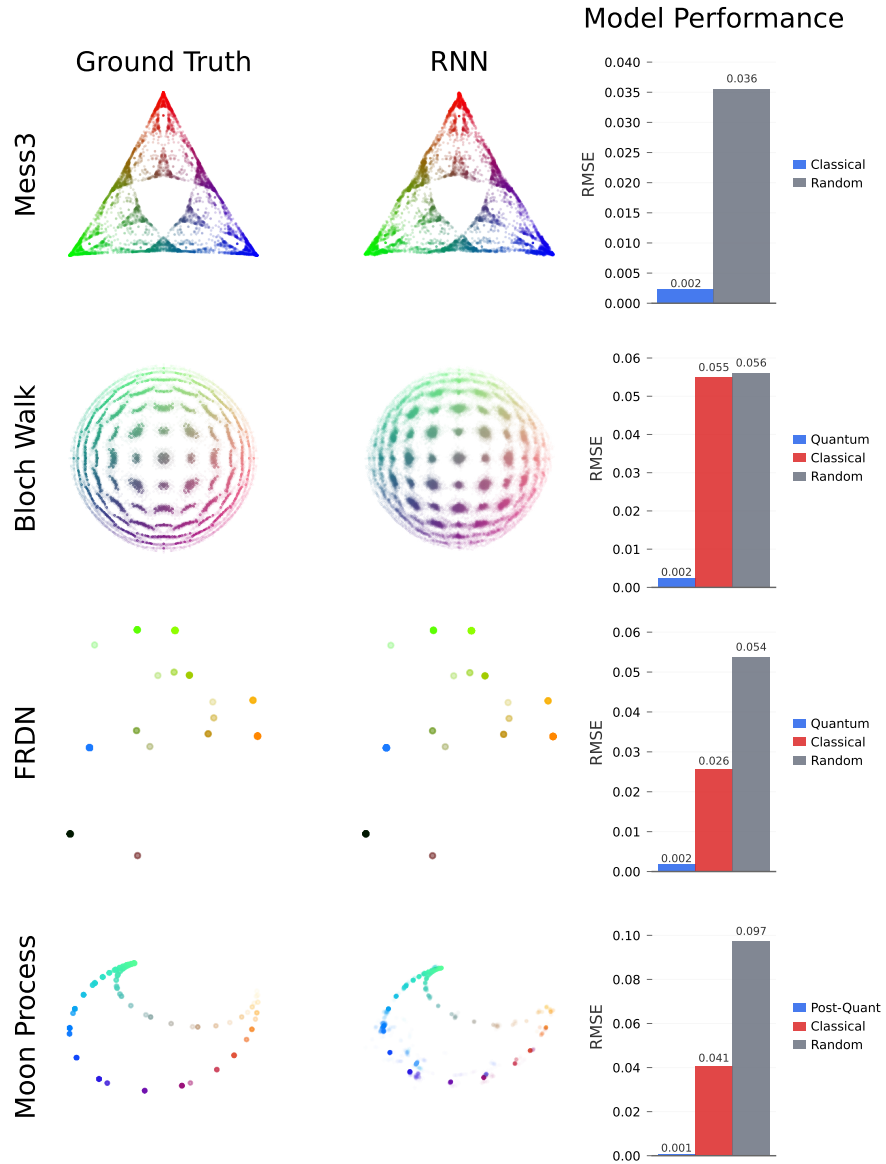 Model Performance
Ground Truth
RNN
Mess3
RMSE
0.040
0.035
0.030
0.025
0.020
0.015
0.010
0.005
0.000
0.002
0.036
Classical
Random
Bloch Walk
RMSE
0.06
0.05
0.04
0.03
0.02
0.01
0.00
0.002
0.055
0.056
Quantum
Classical
Random
FRDN
RMSE
0.06
0.05
0.04
0.03
0.02
0.01
0.00
0.002
0.026
0.054
Quantum
Classical
Random
Moon Process
RMSE
0.10
0.08
0.06
0.04
0.02
0.00
0.001
0.041
0.097
Post-Quant
Classical
Random